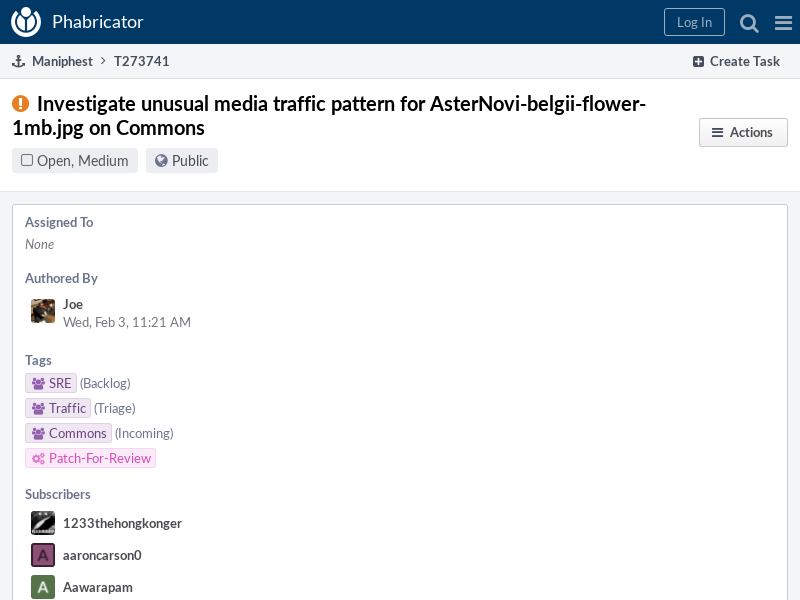 Phabricator
Log In
Maniphest
T273741
Create Task
Investigate unusual media traffic pattern for AsterNovi-belgii-flower-
1mb.jpg on Commons
Actions
Open, Medium
Public
Assigned To
None
Authored By
Joe
Wed, Feb 3, 11:21 AM
Tags
SRE (Backlog)
Traffic (Triage)
Commons (Incoming)
Patch-For-Review
Subscribers
1233thehongkonger
A
aaroncarson0
A
Aawarapam